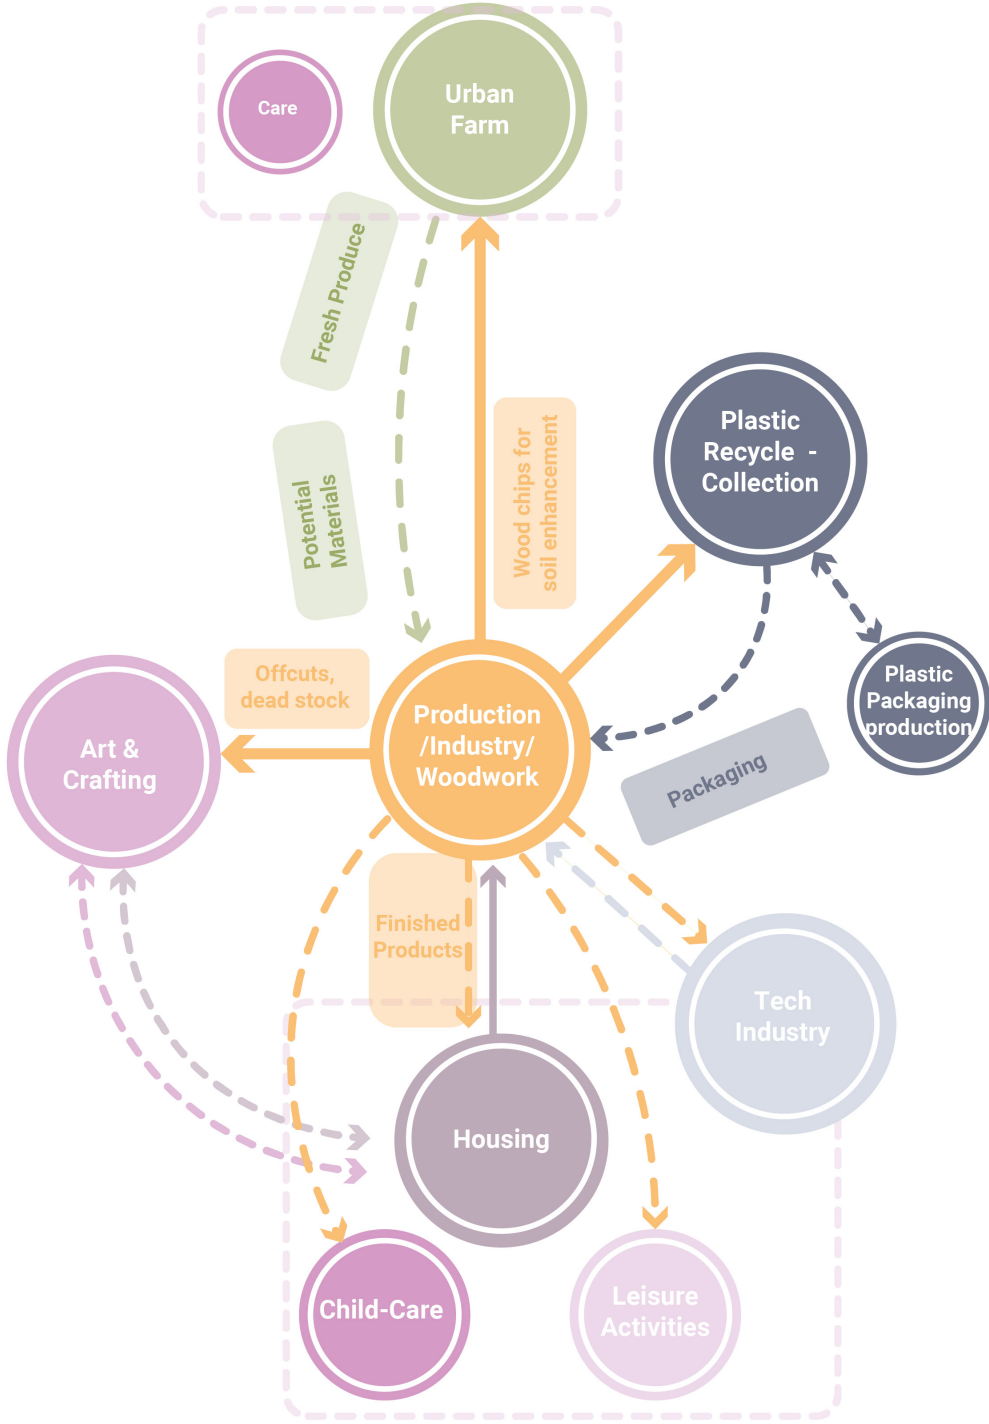 Care
Urban
Farm
Fresh Produce
Potential
Materials
Wood chips for
soil enhancement
Plastic
Recycle  -
Collection
Plastic
Packaging
production
Offcuts,
dead stock
Production
/Industry/
Woodwork
Art &
Crafting
Packaging
Finished
Products
Tech
Industry
Housing
Child-Care
Leisure
Activities